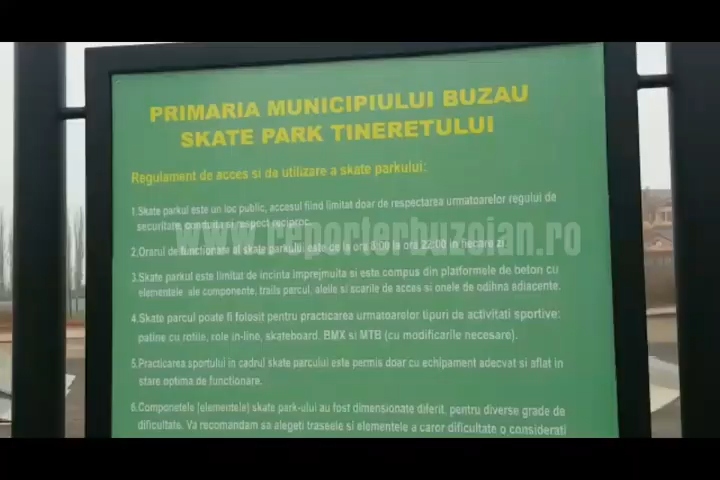 PRIMARIA MUNICIPIULUI BUZAU
SKATE PARK TINERETULUI
Regulament de acces si de utilizare a skate parkului:
1.Skate parkul este un loc public, accesul fiind limitat doar de respectarea urmatoarelor reguli de
securitate, conduita si respect reciproc.
www.reporterbuzoian.ro
2.Orarul de functionare al skate parkului este de la ora 8:00 la ora 22:00 in fiecare zi.
3.Skate parkul este limitat de incinta imprejmuita si este compus din platformele de beton cu
elementele ale componente, trails parcul, aleile si scarile de acces si onele de odihna adiacente.
4.Skate parcul poate fi folosit pentru practicarea urmatoarelor tipuri de activitati sportive:
patine cu rotile, role in-line, skateboard, BMX si MTB (cu modificarile necesare).
5.Practicarea sportului in cadrul skate parcului este permis doar cu echipament adecvat si aflat in
stare optima de functionare.
6.Componetele [elementele] skate park-ului au fost dimensionate diferit, pentru diverse grade de
dificultate. Va recomandam sa alegeti traseele si elementele a caror dificultate o considerati